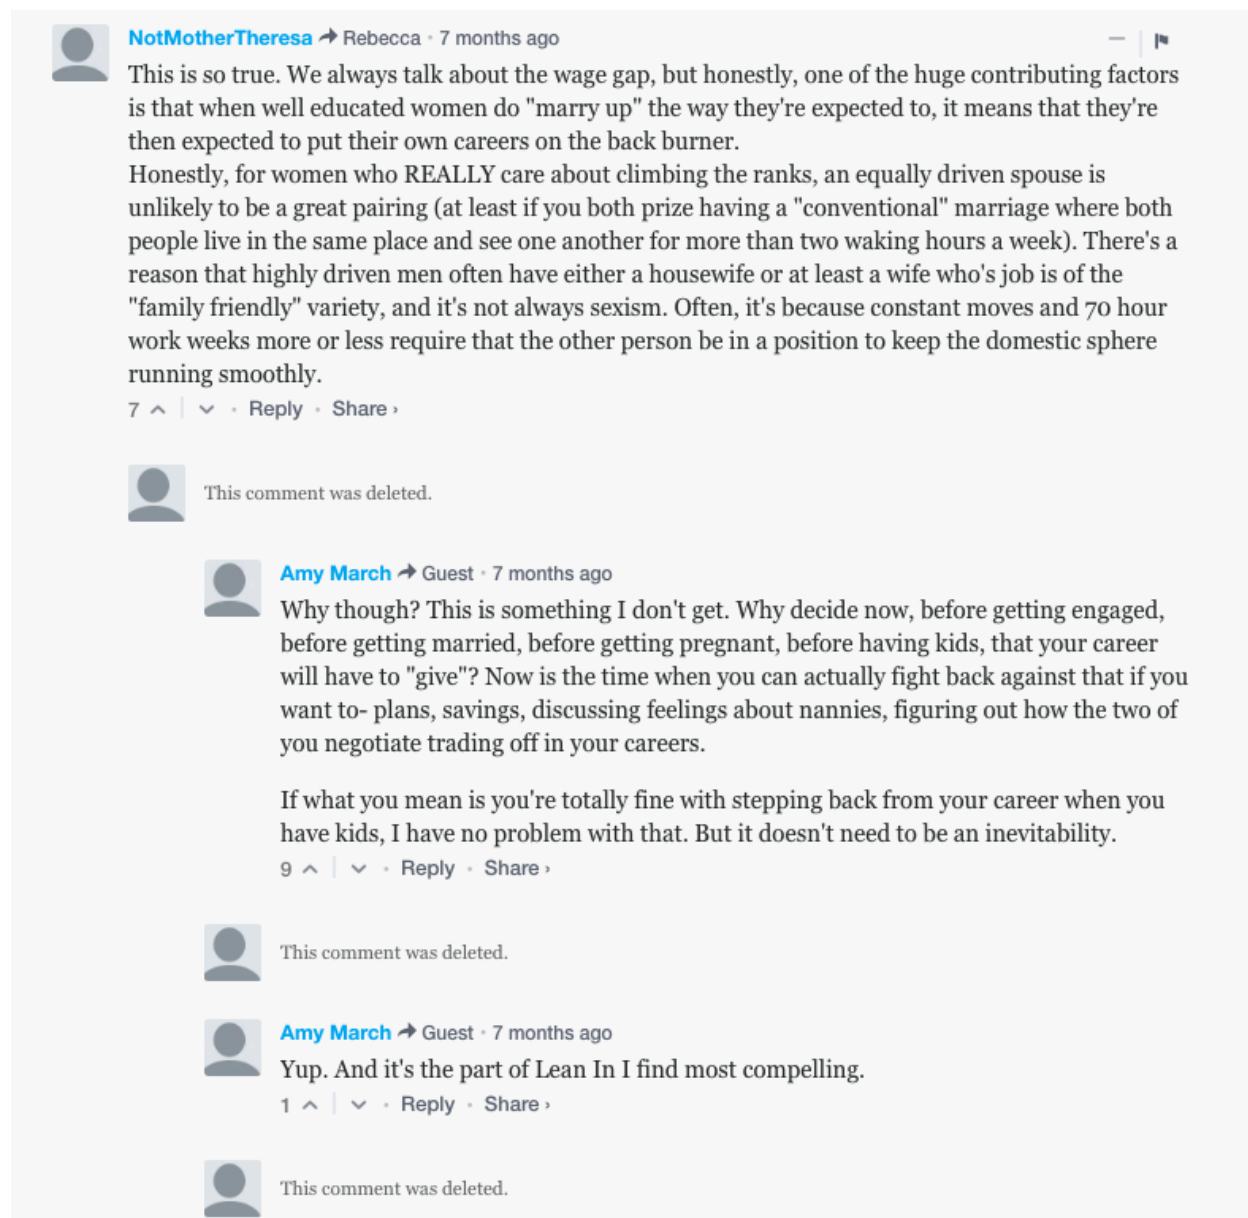 NotMotherTheresa Rebecca · 7 months ago
This is so true. We always talk about the wage gap, but honestly, one of the huge contributing factors
is that when well educated women do "marry up" the way they're expected to, it means that they're
then expected to put their own careers on the back burner.
Honestly, for women who REALLY care about climbing the ranks, an equally driven spouse is
unlikely to be a great pairing (at least if you both prize having a "conventional" marriage where both
people live in the same place and see one another for more than two waking hours a week). There's a
reason that highly driven men often have either a housewife or at least a wife who's job is of the
"family friendly" variety, and it's not always sexism. Often, it's because constant moves and 70 hour
work weeks more or less require that the other person be in a position to keep the domestic sphere
running smoothly.
7 · Reply · Share ›
This comment was deleted.
Amy March Guest · 7 months ago
Why though? This is something I don't get. Why decide now, before getting engaged,
before getting married, before getting pregnant, before having kids, that your career
will have to "give"? Now is the time when you can actually fight back against that if you
want to- plans, savings, discussing feelings about nannies, figuring out how the two of
you negotiate trading off in your careers.
If what you mean is you're totally fine with stepping back from your career when you
have kids, I have no problem with that. But it doesn't need to be an inevitability.
9 · Reply · Share ›
This comment was deleted.
Amy March Guest · 7 months ago
Yup. And it's the part of Lean In I find most compelling.
1 · Reply · Share ›
This comment was deleted.